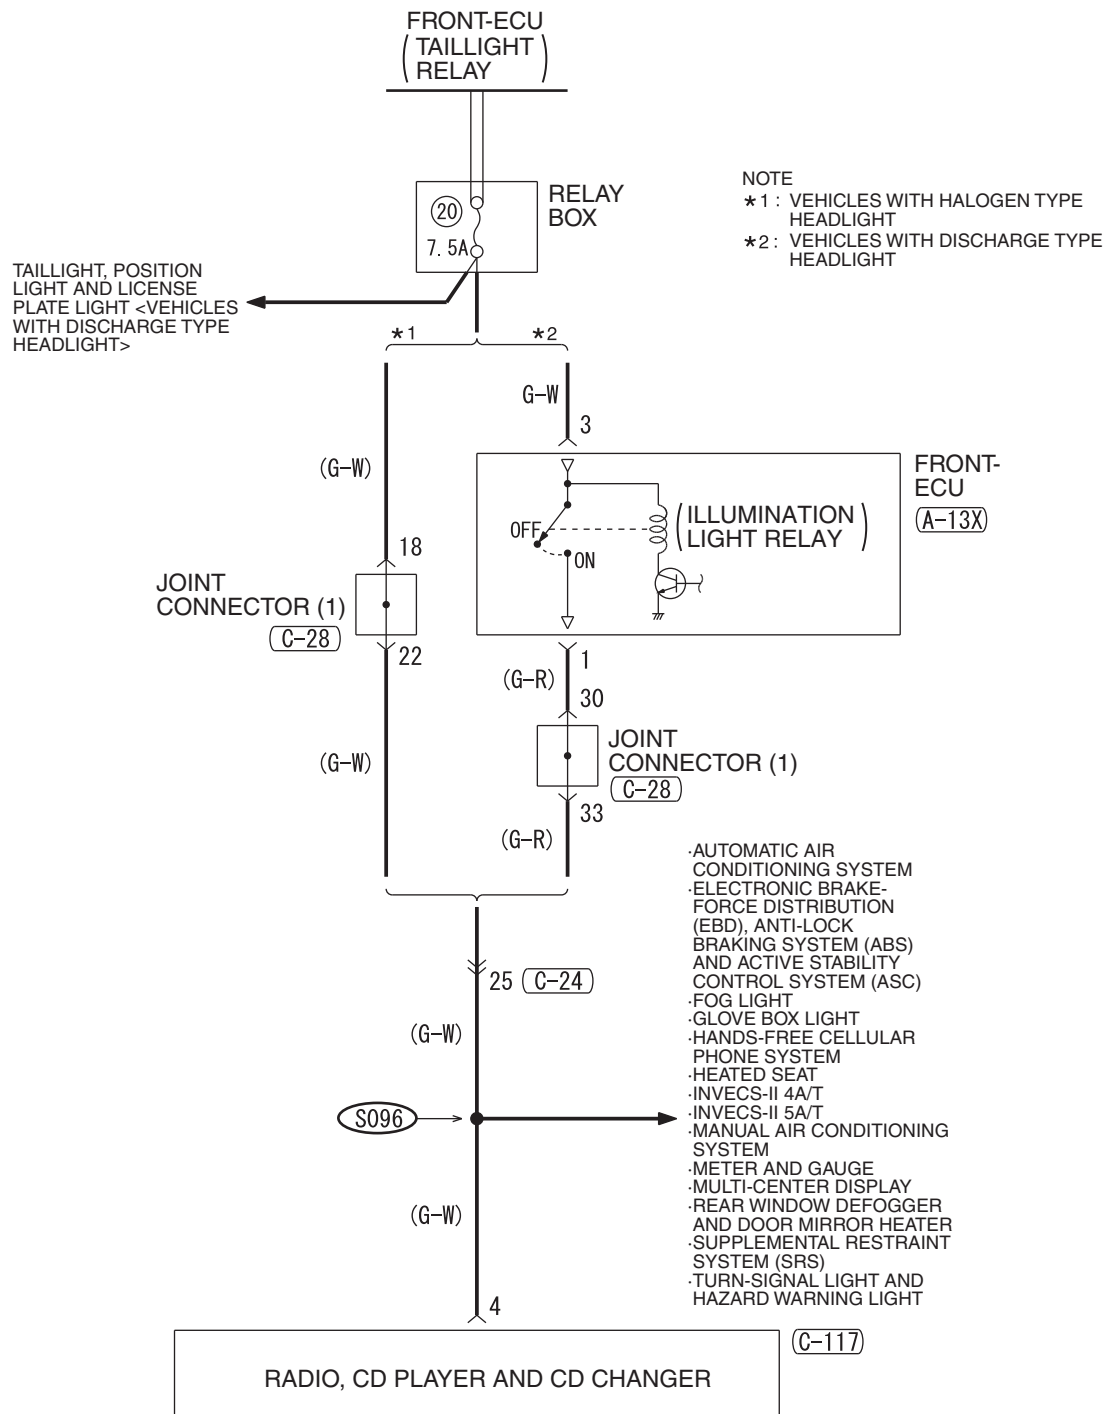 FRONT-ECU
(TAILLIGHT
RELAY)
RELAY
BOX
20
7.5A
NOTE
*1: VEHICLES WITH HALOGEN TYPE
HEADLIGHT
*2: VEHICLES WITH DISCHARGE TYPE
HEADLIGHT
TAILLIGHT, POSITION
LIGHT AND LICENSE
PLATE LIGHT <VEHICLES
WITH DISCHARGE TYPE
HEADLIGHT>
*1
*2
G-W
3
(G-W)
FRONT-
ECU
A-13X
OFF
ON
(ILLUMINATION
LIGHT RELAY)
18
JOINT
CONNECTOR (1)
C-28
22
1
(G-R)
30
JOINT
CONNECTOR (1)
C-28
(G-W)
33
(G-R)
·AUTOMATIC AIR
CONDITIONING SYSTEM
·ELECTRONIC BRAKE-
FORCE DISTRIBUTION
(EBD), ANTI-LOCK
BRAKING SYSTEM (ABS)
AND ACTIVE STABILITY
CONTROL SYSTEM (ASC)
·FOG LIGHT
·GLOVE BOX LIGHT
·HANDS-FREE CELLULAR
PHONE SYSTEM
·HEATED SEAT
·INVECS-II 4A/T
·INVECS-II 5A/T
·MANUAL AIR CONDITIONING
SYSTEM
·METER AND GAUGE
·MULTI-CENTER DISPLAY
·REAR WINDOW DEFOGGER
AND DOOR MIRROR HEATER
·SUPPLEMENTAL RESTRAINT
SYSTEM (SRS)
·TURN-SIGNAL LIGHT AND
HAZARD WARNING LIGHT
25 C-24
(G-W)
S096
(G-W)
4
C-117
RADIO, CD PLAYER AND CD CHANGER